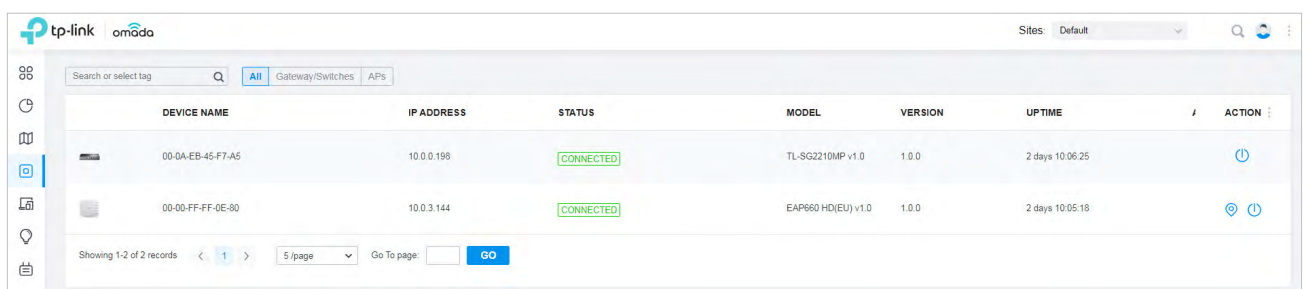 tp-link omada Sites: Default
Search or select tag All Gateway/Switches APs
DEVICE NAME IP ADDRESS STATUS MODEL VERSION UPTIME ACTION
00-0A-EB-45-F7-A5 10.0.0.198 CONNECTED TL-SG2210MP v1.0 1.0.0 2 days 10:06:25
00-00-FF-FF-0E-80 10.0.3.144 CONNECTED EAP660 HD(EU) v1.0 1.0.0 2 days 10:05:18
Showing 1-2 of 2 records < 1 > 5 /page Go To page: GO